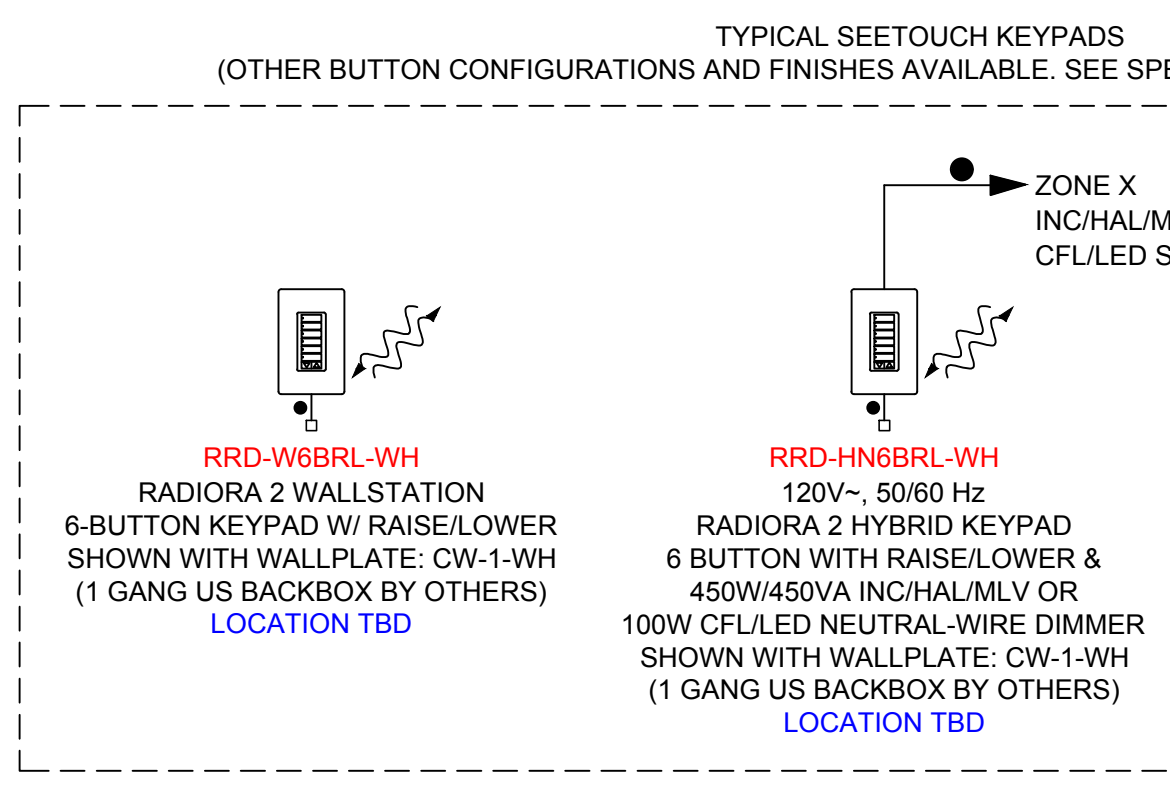 TYPICAL SEETOUCH KEYPADS
(OTHER BUTTON CONFIGURATIONS AND FINISHES AVAILABLE. SEE
ZONE X
INC/HAL/
CFL/LED
RRD-W6BRL-WH
RADIORA 2 WALLSTATION
6-BUTTON KEYPAD W/ RAISE/LOWER
SHOWN WITH WALLPLATE: CW-1-WH
(1 GANG US BACKBOX BY OTHERS)
LOCATION TBD
RRD-HN6BRL-WH
120V~, 50/60 Hz
RADIORA 2 HYBRID KEYPAD
6 BUTTON WITH RAISE/LOWER &
450W/450VA INC/HAL/MLV OR
100W CFL/LED NEUTRAL-WIRE DIMMER
SHOWN WITH WALLPLATE: CW-1-WH
(1 GANG US BACKBOX BY OTHERS)
LOCATION TBD